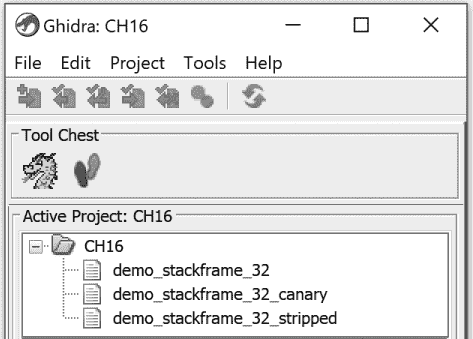 Ghidra: CH16
File Edit Project Tools Help
Tool Chest
Active Project: CH16
CH16
demo_stackframe_32
demo_stackframe_32_canary
demo_stackframe_32_stripped